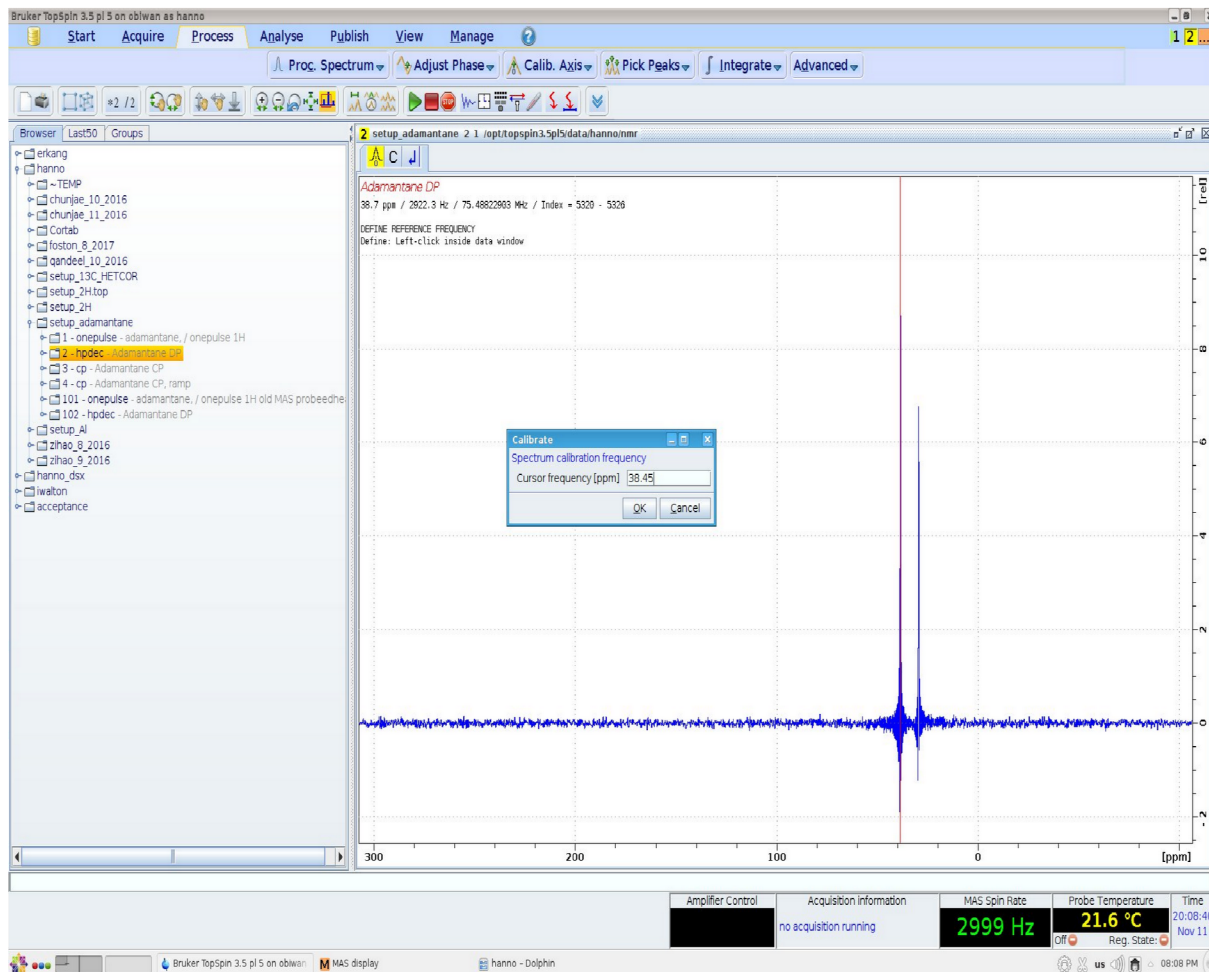 Bruker TopSpin 3.5 pl 5 on obiwan as hanno
Start Acquire Process Analyse Publish View Manage
1 2 ...
Proc. Spectrum Adjust Phase Calib. Axis Pick Peaks Integrate Advanced
*2 /2
Browser Last50 Groups
2 setup_adamantane 2 1 /opt/topspin3.5pl5/data/hanno/nmr
C
erkang
hanno
~TEMP
chunjae_10_2016
chunjae_11_2016
Cortab
foston_8_2017
qandeel_10_2016
setup_13C_HETCOR
setup_2H.top
setup_2H
setup_adamantane
1 - onepulse - adamantane, / onepulse 1H
2 - hpdec - Adamantane DP
3 - cp - Adamantane CP
4 - cp - Adamantane CP, ramp
101 - onepulse - adamantane, / onepulse 1H old MAS probeedhe
102 - hpdec - Adamantane DP
setup_Al
zihao_8_2016
zihao_9_2016
hanno_dsx
iwalton
acceptance
Adamantane DP
38.7 ppm / 2922.3 Hz / 75.48822903 MHz / Index = 5320 - 5326
DEFINE REFERENCE FREQUENCY
Define: Left-click inside data window
Calibrate
Spectrum calibration frequency
Cursor frequency [ppm] 38.45
OK Cancel
[rel]
10
8
6
4
2
0
-2
300 200 100 0 [ppm]
Amplifier Control Acquisition information MAS Spin Rate Probe Temperature Time
no acquisition running
2999 Hz
21.6 °C
Off Reg. State:
20:08:4
Nov 11
Bruker TopSpin 3.5 pl 5 on obiwan
M MAS display
hanno - Dolphin
us
08:08 PM